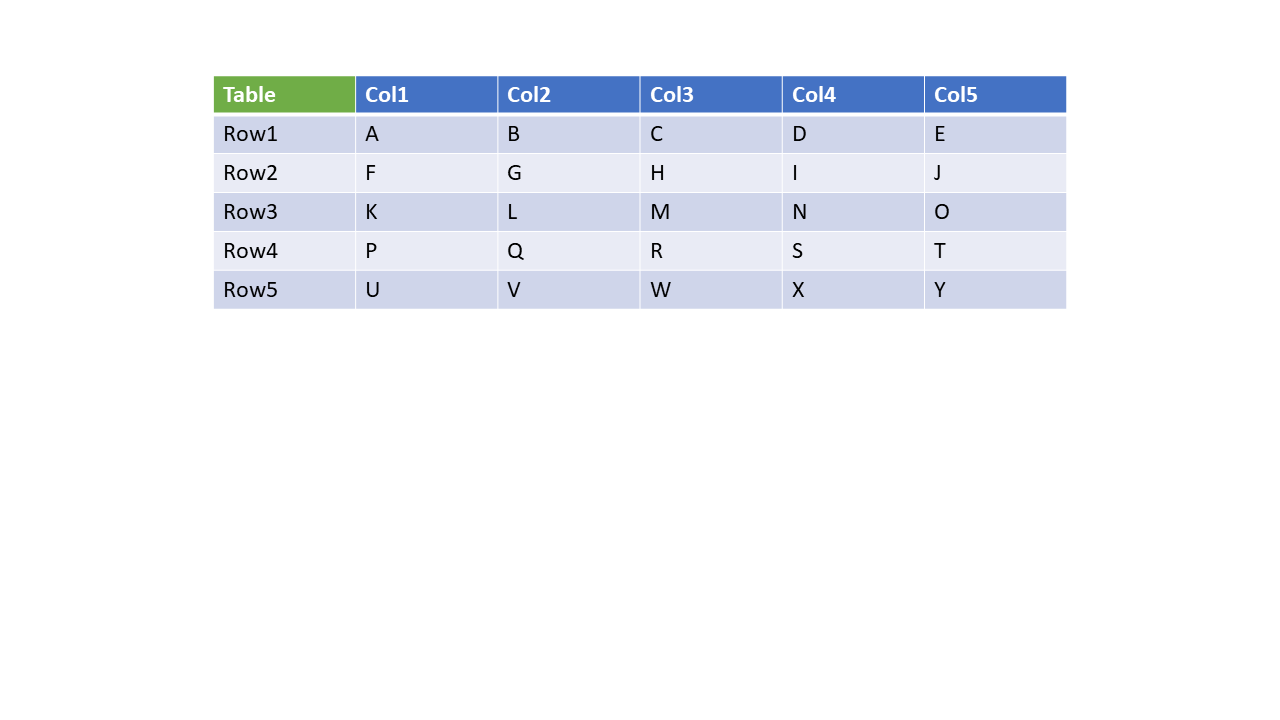 Table Col1 Col2 Col3 Col4 Col5
Row1 A B C D E
Row2 F G H I J
Row3 K L M N O
Row4 P Q R S T
Row5 U V W X Y